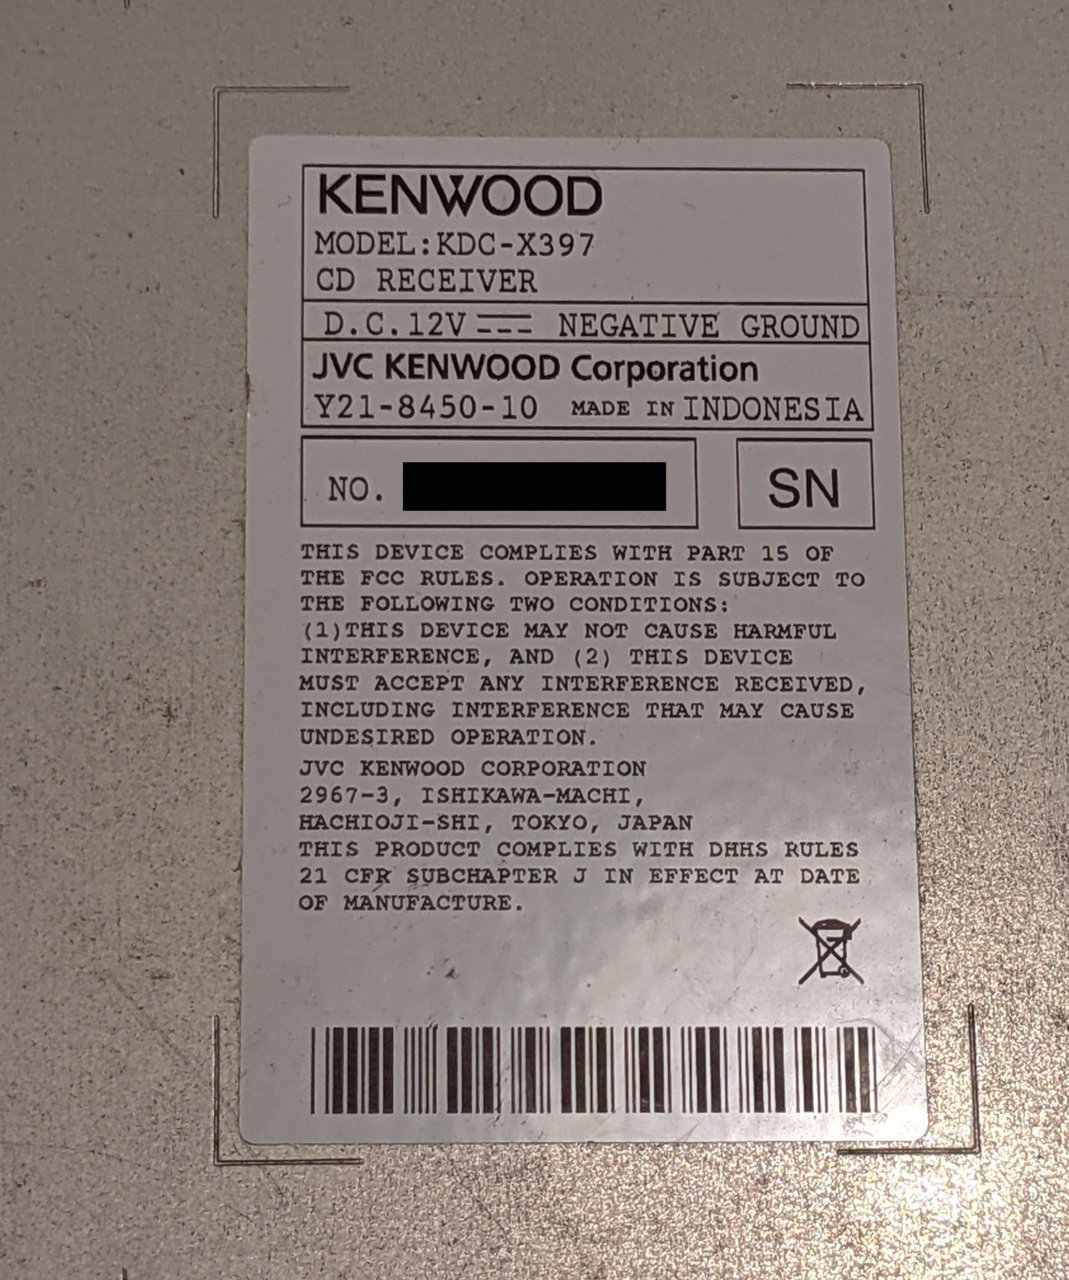 KENWOOD
MODEL:KDC-X397
CD RECEIVER
D.C.12V NEGATIVE GROUND
JVC KENWOOD Corporation
Y21-8450-10 MADE IN INDONESIA
NO.
SN
THIS DEVICE COMPLIES WITH PART 15 OF
THE FCC RULES. OPERATION IS SUBJECT TO
THE FOLLOWING TWO CONDITIONS:
(1)THIS DEVICE MAY NOT CAUSE HARMFUL
INTERFERENCE, AND (2) THIS DEVICE
MUST ACCEPT ANY INTERFERENCE RECEIVED,
INCLUDING INTERFERENCE THAT MAY CAUSE
UNDESIRED OPERATION.
JVC KENWOOD CORPORATION
2967-3, ISHIKAWA-MACHI,
HACHIOJI-SHI, TOKYO, JAPAN
THIS PRODUCT COMPLIES WITH DHHS RULES
21 CFR SUBCHAPTER J IN EFFECT AT DATE
OF MANUFACTURE.